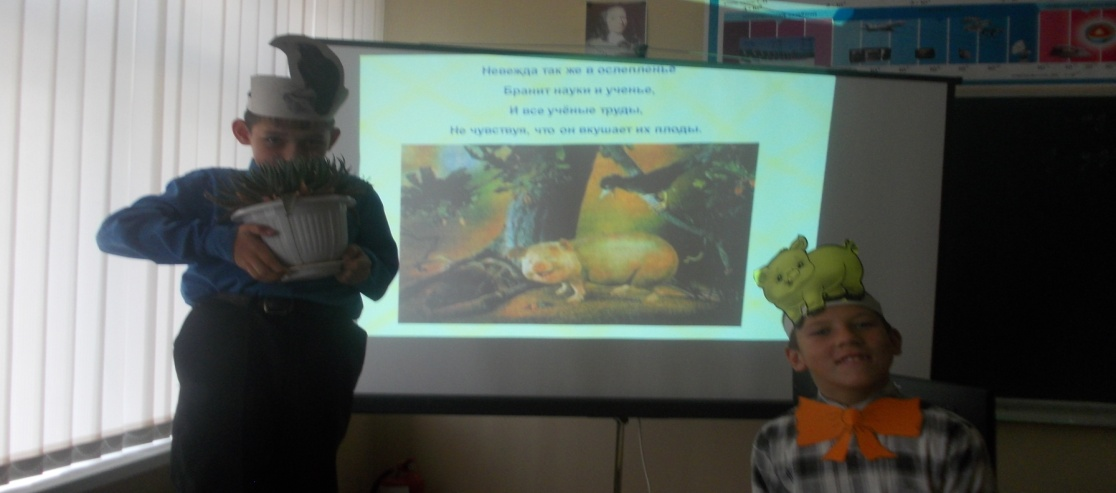 Невежда так же в ослепленье
Бранит науки и ученье,
И все учёные труды,
Не чувствуя, что он вкушает их плоды.